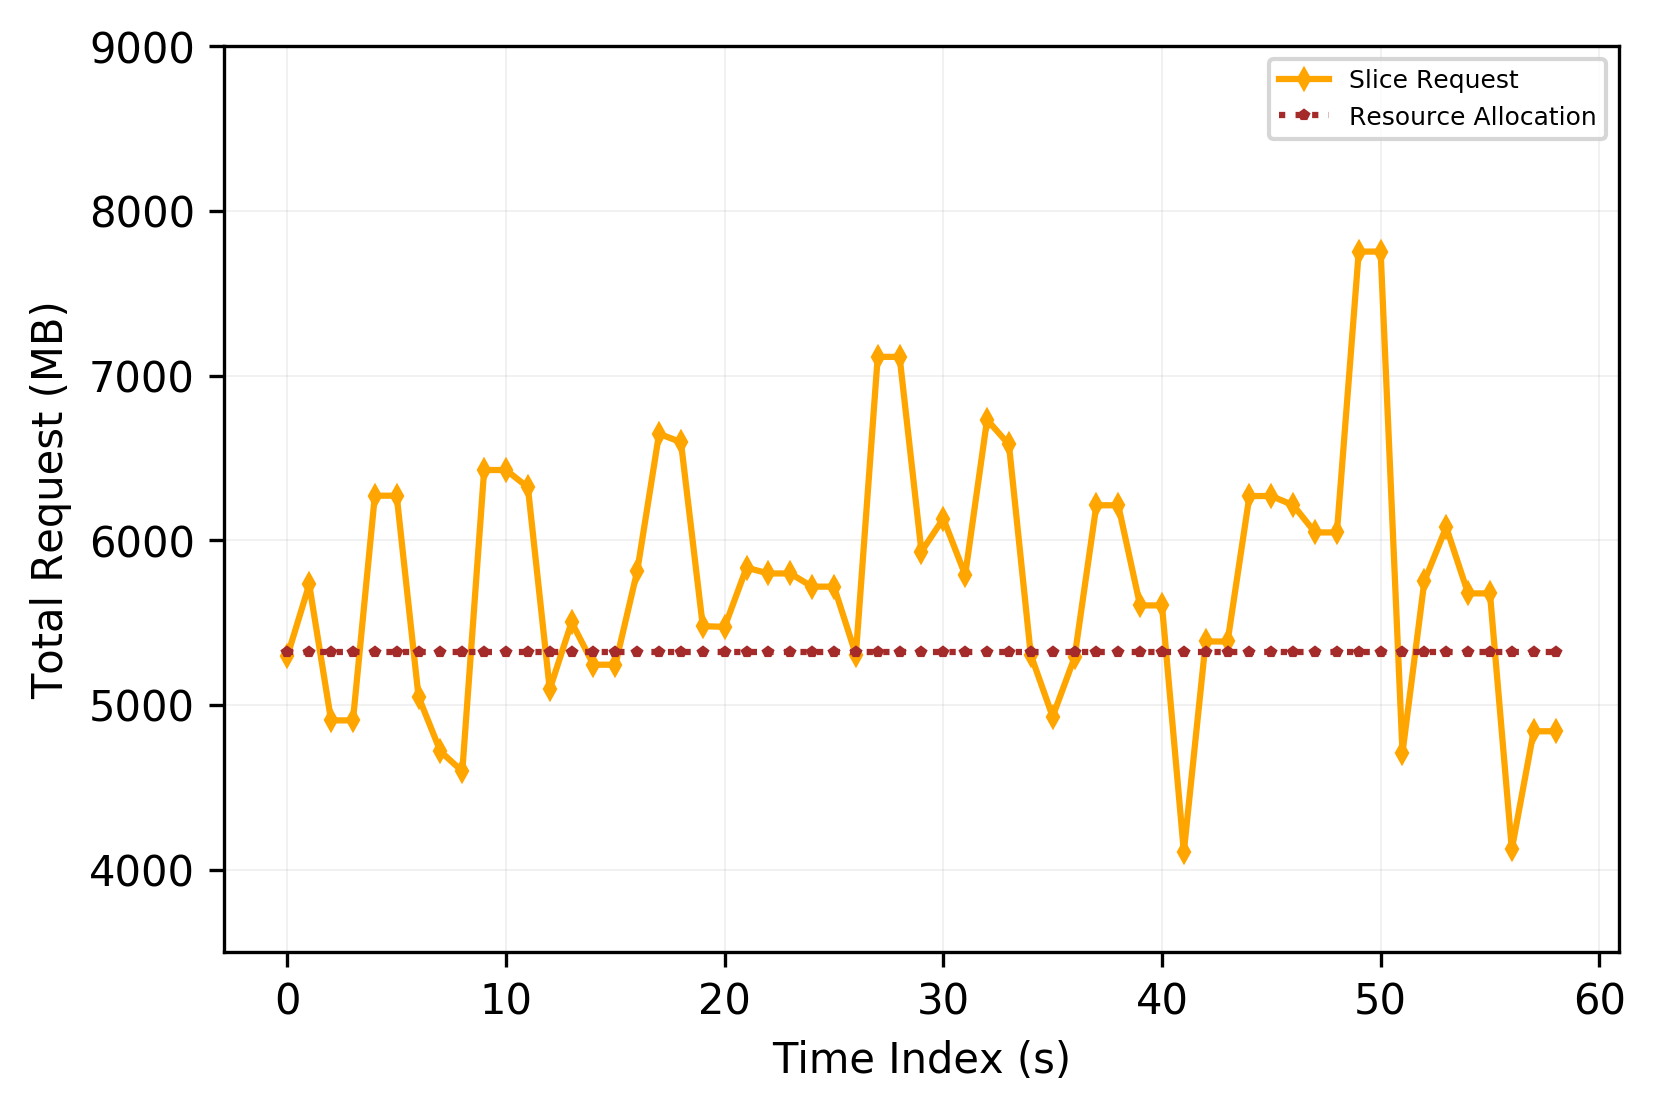 9000
8000
7000
6000
5000
4000
Total Request (MB)
Slice Request
Resource Allocation
0 10 20 30 40 50 60
Time Index (s)